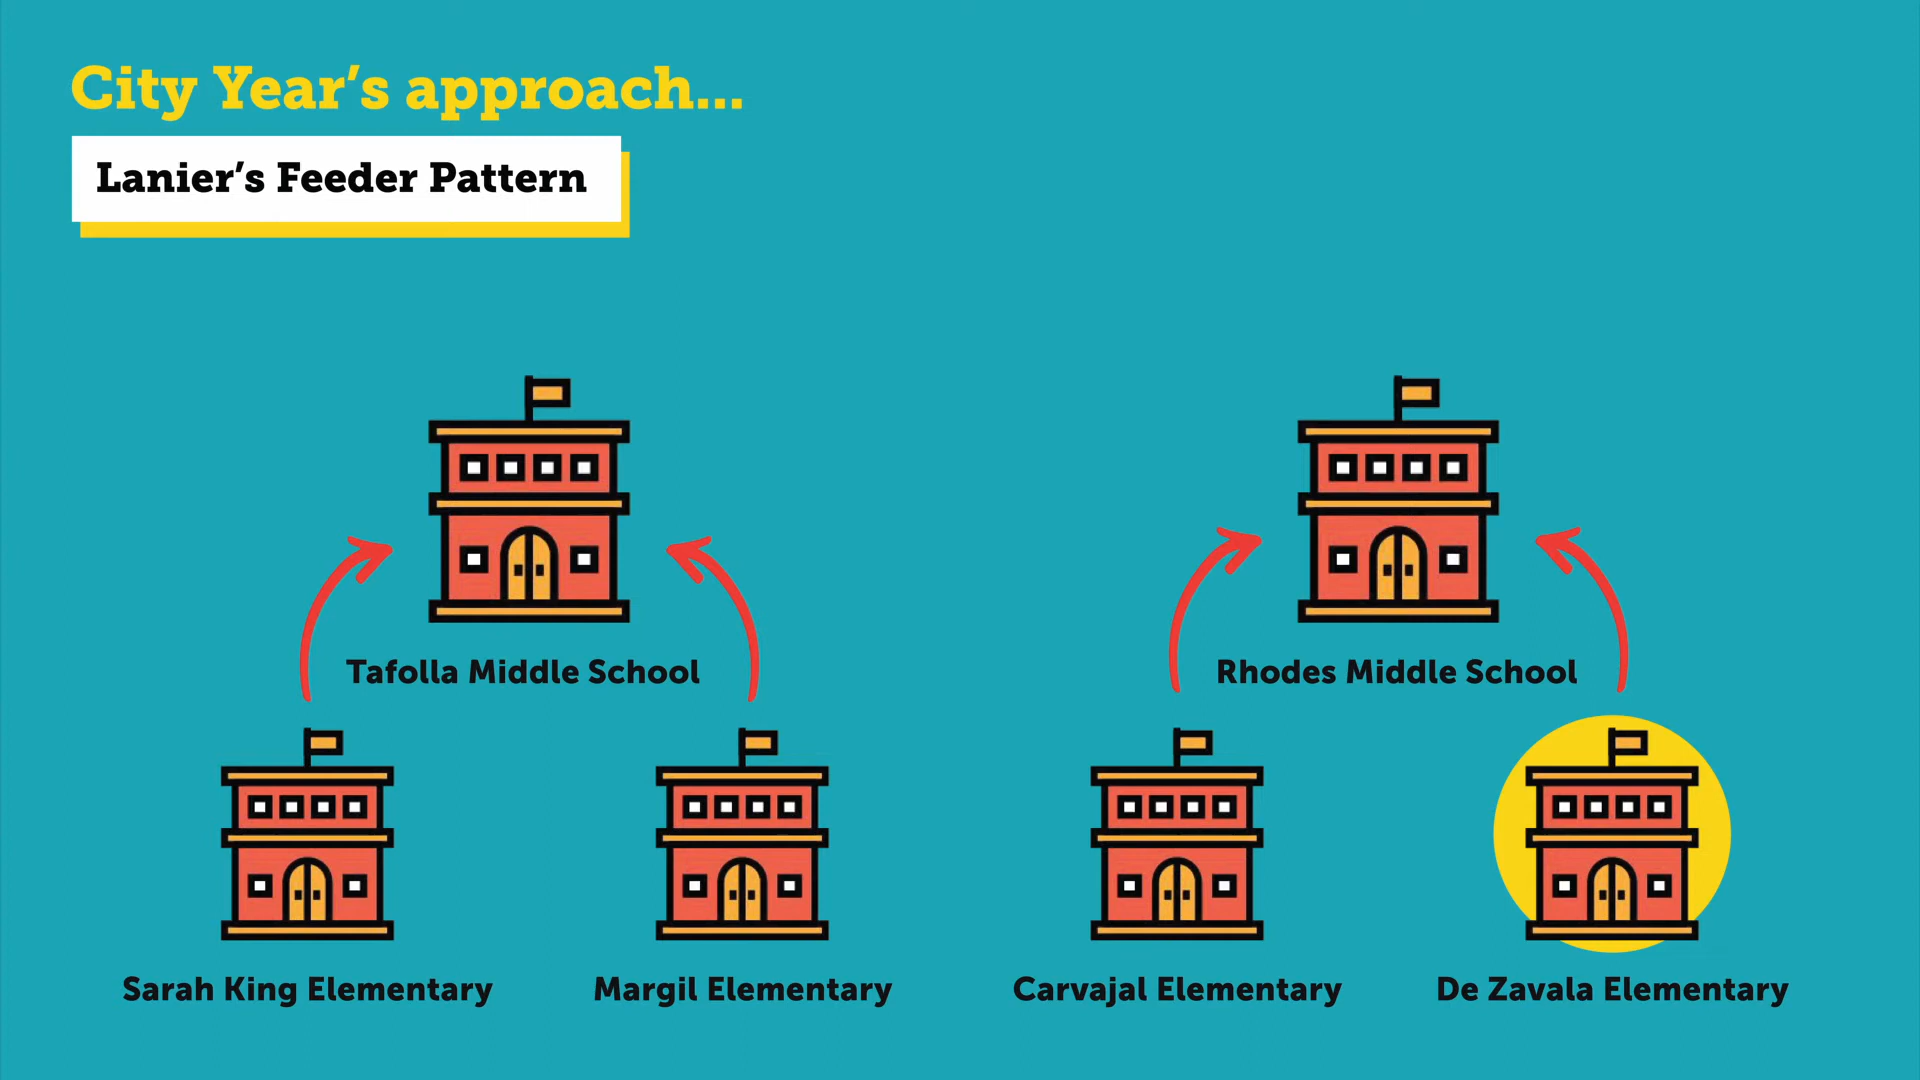 City Year’s approach...
Lanier’s Feeder Pattern
Tafolla Middle School
Rhodes Middle School
Sarah King Elementary
Margil Elementary
Carvajal Elementary
De Zavala Elementary